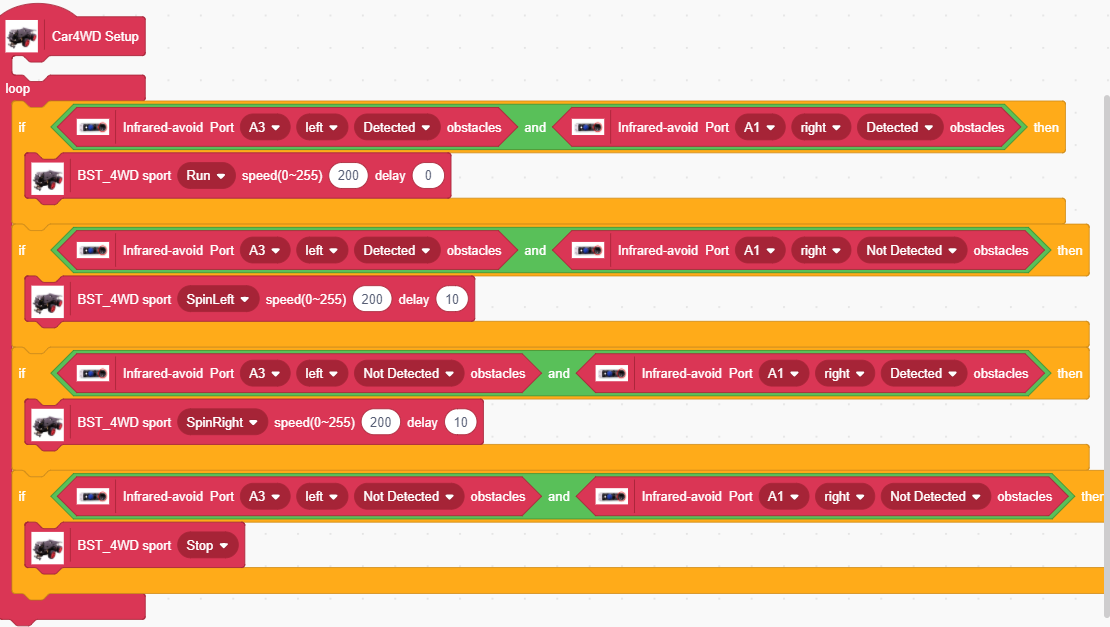 Car4WD Setup
loop
if Infrared-avoid Port A3 left Detected obstacles and Infrared-avoid Port A1 right Detected obstacles then
BST_4WD sport Run speed(0~255) 200 delay 0
if Infrared-avoid Port A3 left Detected obstacles and Infrared-avoid Port A1 right Not Detected obstacles then
BST_4WD sport SpinLeft speed(0~255) 200 delay 10
if Infrared-avoid Port A3 left Not Detected obstacles and Infrared-avoid Port A1 right Detected obstacles then
BST_4WD sport SpinRight speed(0~255) 200 delay 10
if Infrared-avoid Port A3 left Not Detected obstacles and Infrared-avoid Port A1 right Not Detected obstacles then
BST_4WD sport Stop